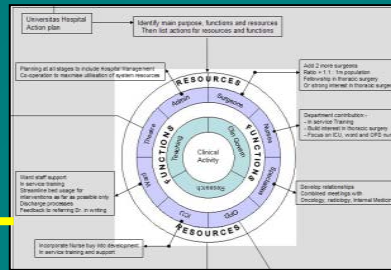 Universitas Hospital
Action plan
Identify main purpose, functions and resources
Then list actions for resources and functions
Planning at all stages to include Hospital Management
Co-operation to maximise utilisation of system resources
Add 2 more surgeons
Ratio = 1.1 : 1m population
Fellowship in thoracic surgery
Or strong interest in thoracic surgery
RESOURCES
Admin
Surgeons
Theatre
Nurses
FUNCTIONS
Teaching
Clinical
Activity
Research
FUNCTIONS
Ward
Specialties
ICU
OPD
RESOURCES
Department contribution -
- In service Training
- Build interest in thoracic surgery
- Focus on ICU, ward and OPD nur
Ward staff support
In service training
Streamline bed usage for
interventions as far as possible only
Discharge processes
Feedback to referring Dr. in writing
Develop relationships
Combined meetings with
Oncology, radiology, Internal Medicine
Incorporate Nurse buy into development
In service training and support